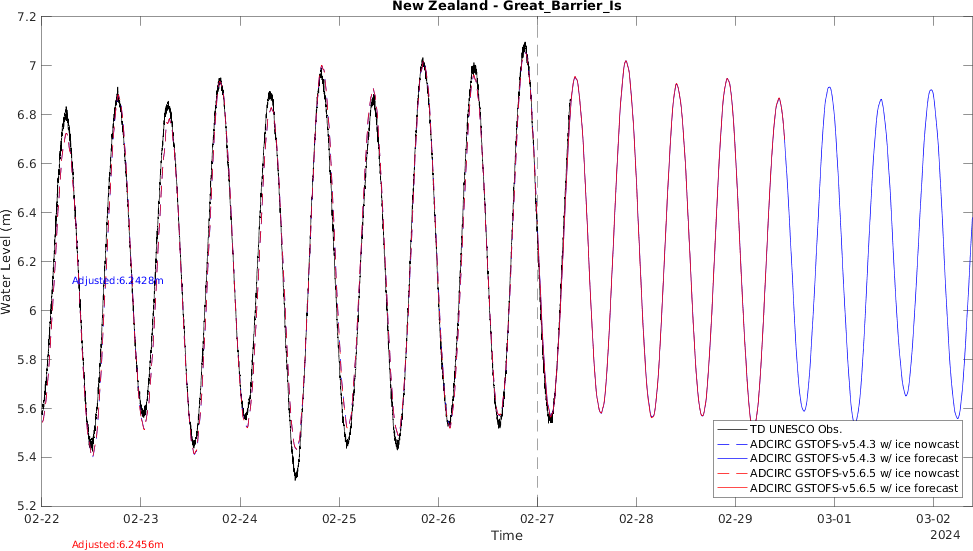 New Zealand - Great_Barrier_Is
7.2
7
6.8
6.6
6.4
6.2
6
5.8
5.6
5.4
5.2
Water Level (m)
Adjusted:6.2428m
TD UNESCO Obs.
ADCIRC GSTOFS-v5.4.3 w/ ice nowcast
ADCIRC GSTOFS-v5.4.3 w/ ice forecast
ADCIRC GSTOFS-v5.6.5 w/ ice nowcast
ADCIRC GSTOFS-v5.6.5 w/ ice forecast
02-22 02-23 02-24 02-25 02-26 02-27 02-28 02-29 03-01 03-02
Time
2024
Adjusted:6.2456m